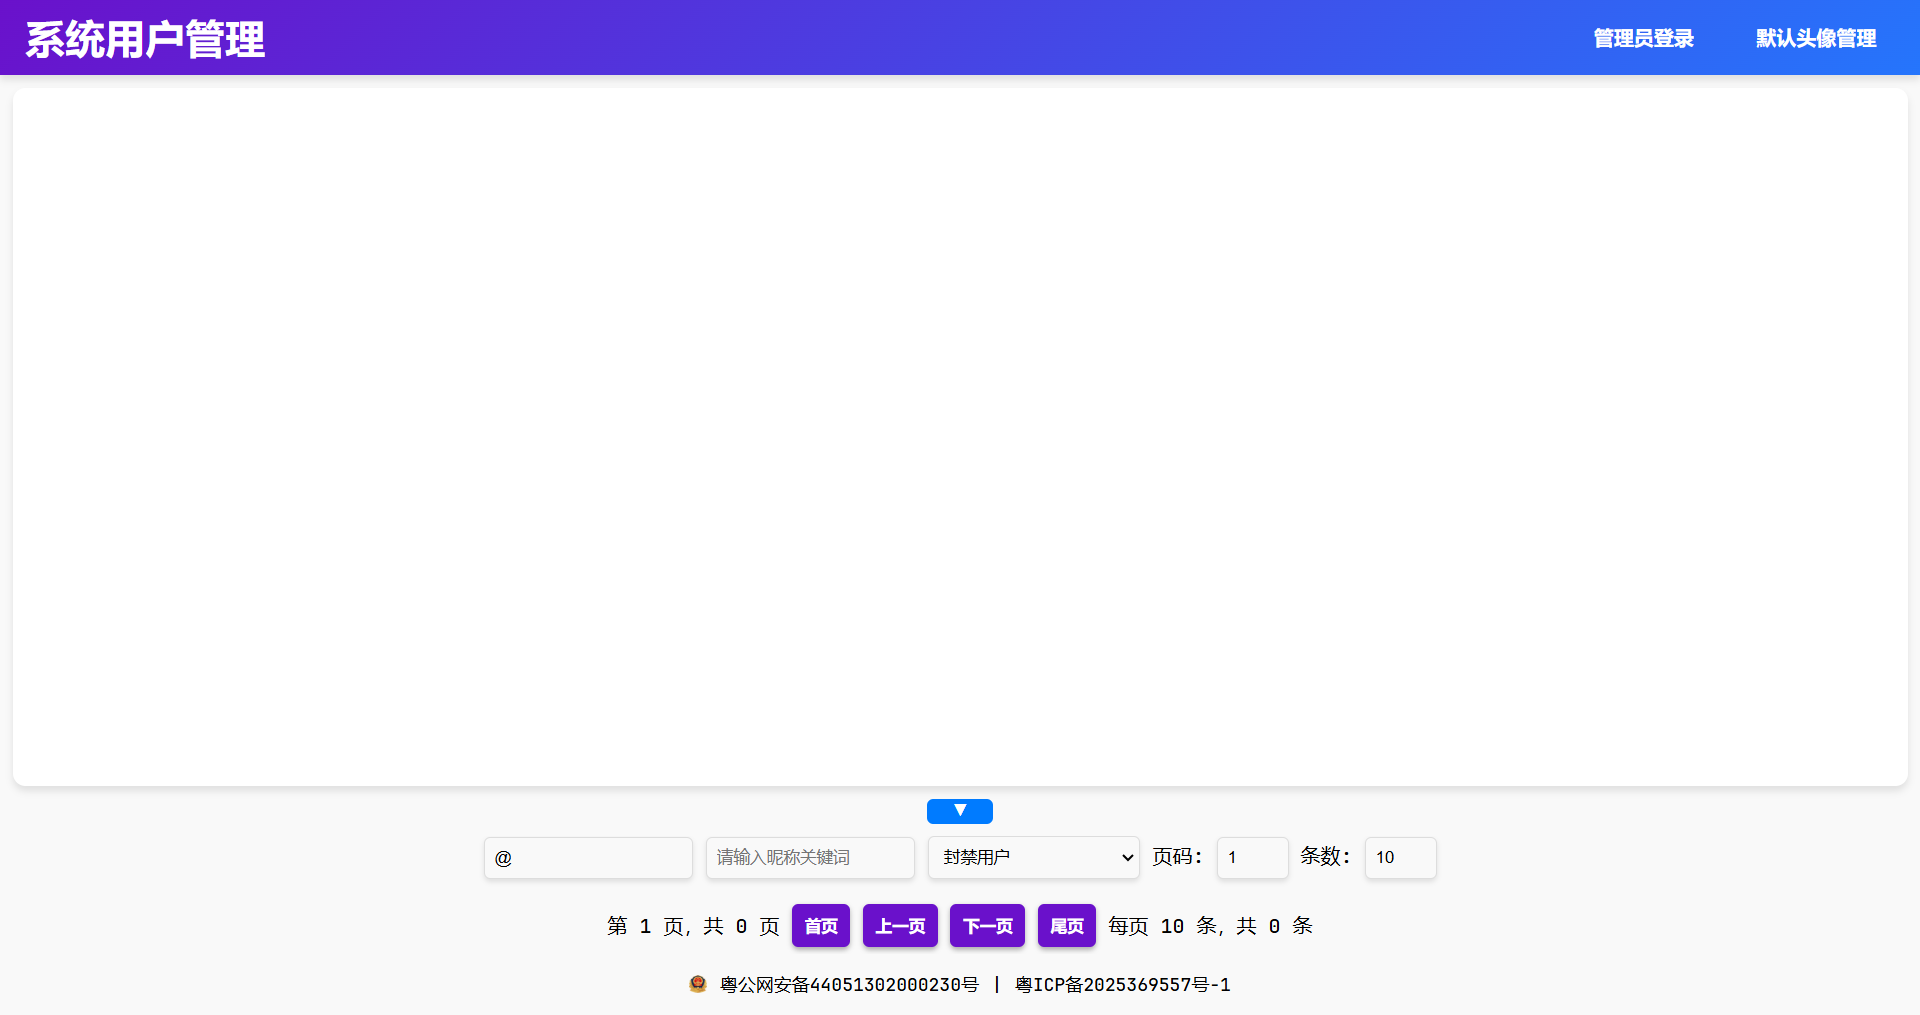 系统用户管理 管理员登录 默认头像管理
▼
@ 请输入昵称关键词 封禁用户 页码: 1 条数: 10
第 1 页, 共 0 页 首页 上一页 下一页 尾页 每页 10 条, 共 0 条
粤公网安备44051302000230号 | 粤ICP备2025369557号-1